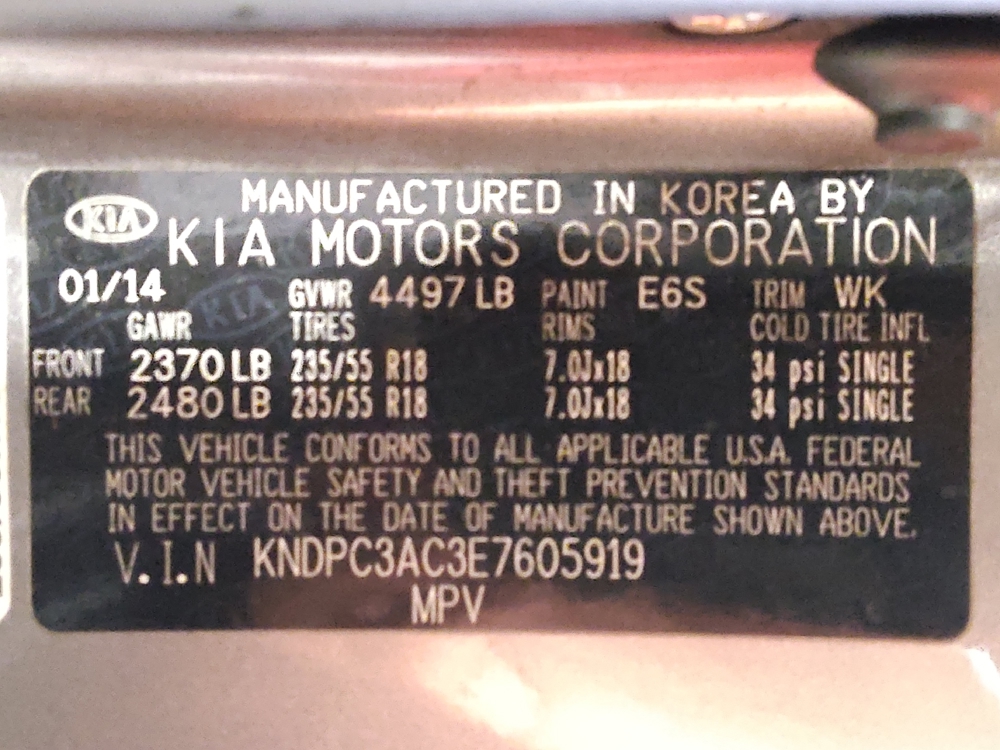 MANUFACTURED IN KOREA BY
KIA KIA MOTORS CORPORATION
01/14 GVWR 4497 LB PAINT E6S TRIM WK
GAWR TIRES RIMS COLD TIRE INFL
FRONT 2370 LB 235/55 R18 7.0Jx18 34 psi SINGLE
REAR 2480 LB 235/55 R18 7.0Jx18 34 psi SINGLE
THIS VEHICLE CONFORMS TO ALL APPLICABLE U.S.A. FEDERAL
MOTOR VEHICLE SAFETY AND THEFT PREVENTION STANDARDS
IN EFFECT ON THE DATE OF MANUFACTURE SHOWN ABOVE.
V.I.N KNDPC3AC3E7605919
MPV